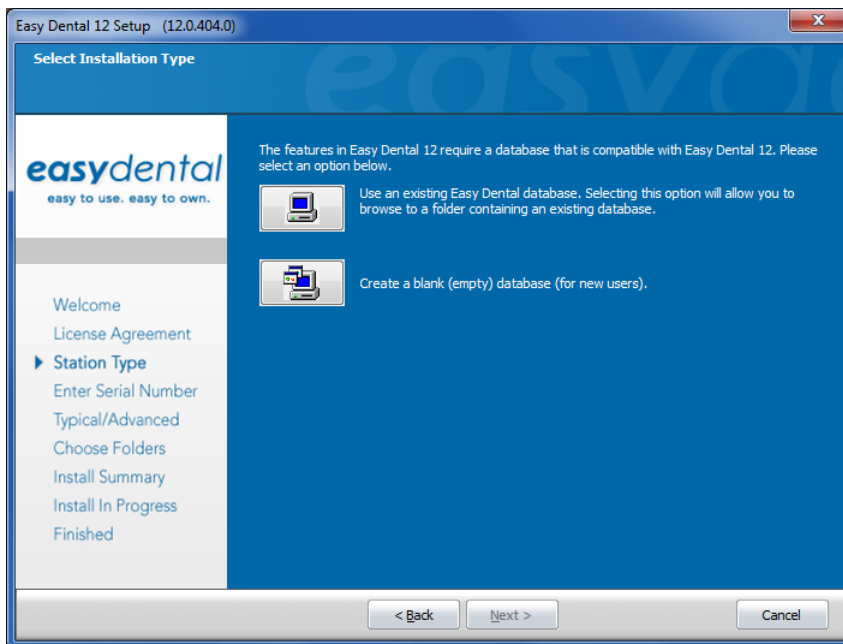 Easy Dental 12 Setup (12.0.404.0)
Select Installation Type
easyd
easydental
easy to use. easy to own.
The features in Easy Dental 12 require a database that is compatible with Easy Dental 12. Please
select an option below.
Use an existing Easy Dental database. Selecting this option will allow you to
browse to a folder containing an existing database.
Create a blank (empty) database (for new users).
Welcome
License Agreement
Station Type
Enter Serial Number
Typical/Advanced
Choose Folders
Install Summary
Install In Progress
Finished
< Back
Next >
Cancel